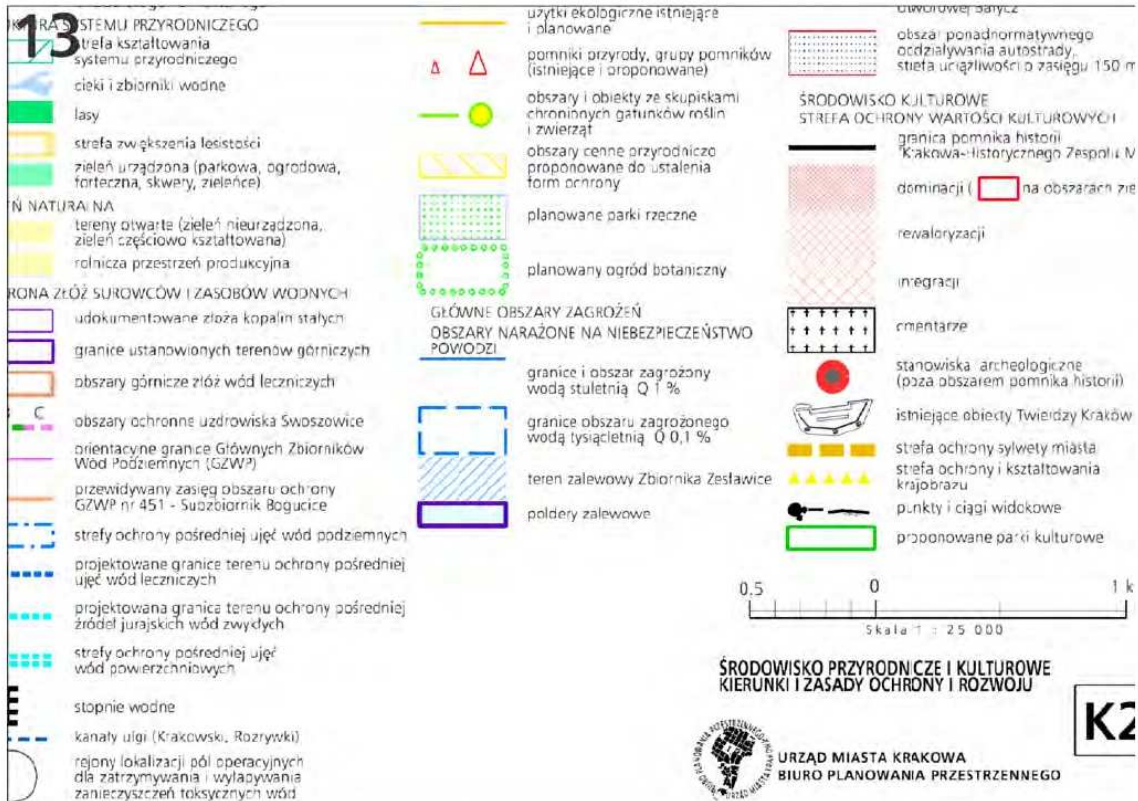 13
SYSTEMU PRZYRODNICZEGO
strefa kształtowania
systemu przyrodniczego
cieki i zbiorniki wodne
lasy
strefa zwiększenia lesistości
zieleń urządzona (parkowa, ogrodowa,
forteczna, skwery, zieleńce)
NATURALNA
tereny otwarte (zieleń nieurządzona,
zieleń częściowo kształtowana)
rolnicza przestrzeń produkcyjna
RONA ZŁÓŻ SUROWCÓW I ZASOBÓW WODNYCH
udokumentowane złoża kopalin stałych
granice ustanowionych terenów górniczych
obszary górnicze złóż wód leczniczych
C
obszary ochronne uzdrowiska Swoszowice
orientacyjne granice Głównych Zbiorników
Wód Podziemnych (GZWP)
przewidywany zasięg obszaru ochrony
GZWP nr 451 - Subzbiornik Bogucice
strefy ochrony pośredniej ujęć wód podziemnych
projektowane granice terenu ochrony pośredniej
ujęć wód leczniczych
projektowana granica terenu ochrony pośredniej
źródeł jurajskich wód zwykłych
strefy ochrony pośredniej ujęć
wód powierzchniowych
stopnie wodne
kanały ulgi (Krakowski, Rozrywki)
rejony lokalizacji pól operacyjnych
dla zatrzymywania i wyłapywania
zanieczyszczeń toksycznych wód
użytki ekologiczne istniejące
i planowane
pomniki przyrody, grupy pomników
(istniejące i proponowane)
obszary i obiekty ze skupiskami
chronionych gatunków roślin
i zwierząt
obszary cenne przyrodniczo
proponowane do ustalenia
form ochrony
planowane parki rzeczne
planowany ogród botaniczny
GŁÓWNE OBSZARY ZAGROŻEŃ
OBSZARY NARAŻONE NA NIEBEZPIECZEŃSTWO
POWODZI
granice i obszar zagrożony
wodą stuletnią Q 1 %
granice obszaru zagrożonego
wodą tysiącletnią Q 0,1 %
teren zalewowy Zbiornika Zesławice
poldery zalewowe
obszar ponadnormatywnego
oddziaływania autostrady,
strefa uciążliwości o zasięgu 150 m
ŚRODOWISKO KULTUROWE
STREFA OCHRONY WARTOŚCI KULTUROWYCH
granica pomnika historii
"Krakowa-Historycznego Zespołu M
dominacji ( na obszarach zie
rewaloryzacji
integracji
cmentarze
stanowiska archeologiczne
(poza obszarem pomnika historii)
istniejące obiekty Twierdzy Kraków
strefa ochrony sylwety miasta
strefa ochrony i kształtowania
krajobrazu
punkty i ciągi widokowe
proponowane parki kulturowe
0.5 0 1 k
Skala 1 : 25 000
ŚRODOWISKO PRZYRODNICZE I KULTUROWE
KIERUNKI I ZASADY OCHRONY I ROZWOJU
K2
URZĄD MIASTA KRAKOWA
BIURO PLANOWANIA PRZESTRZENNEGO